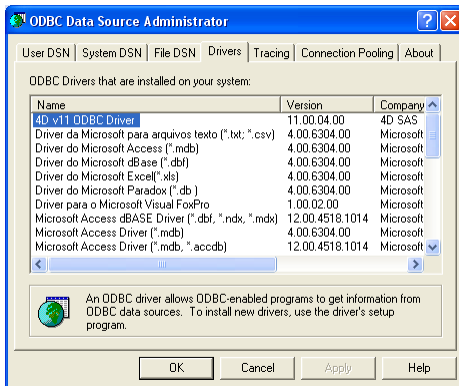 ODBC Data Source Administrator
User DSN System DSN File DSN Drivers Tracing Connection Pooling About
ODBC Drivers that are installed on your system:
Name Version Company
4D v11 ODBC Driver 11.00.04.00 4D SAS
Driver da Microsoft para arquivos texto (*.txt; *.csv) 4.00.6304.00 Microsoft
Driver do Microsoft Access (*.mdb) 4.00.6304.00 Microsoft
Driver do Microsoft dBase (*.dbf) 4.00.6304.00 Microsoft
Driver do Microsoft Excel(*.xls) 4.00.6304.00 Microsoft
Driver do Microsoft Paradox (*.db ) 4.00.6304.00 Microsoft
Driver para o Microsoft Visual FoxPro 1.00.02.00 Microsoft
Microsoft Access dBASE Driver (*.dbf, *.ndx, *.mdx) 12.00.4518.1014 Microsoft
Microsoft Access Driver (*.mdb) 4.00.6304.00 Microsoft
Microsoft Access Driver (*.mdb, *.accdb) 12.00.4518.1014 Microsoft
An ODBC driver allows ODBC-enabled programs to get information from
ODBC data sources. To install new drivers, use the driver's setup
program.
OK Cancel Apply Help